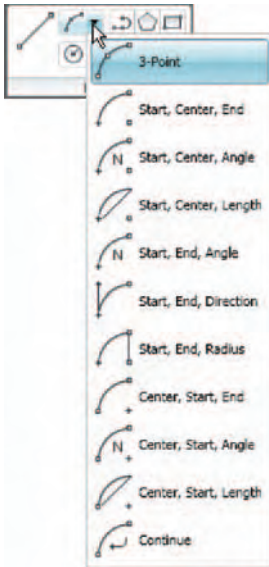 3-Point
Start, Center, End
N Start, Center, Angle
Start, Center, Length
N Start, End, Angle
Start, End, Direction
Start, End, Radius
Center, Start, End
N Center, Start, Angle
Center, Start, Length
Continue